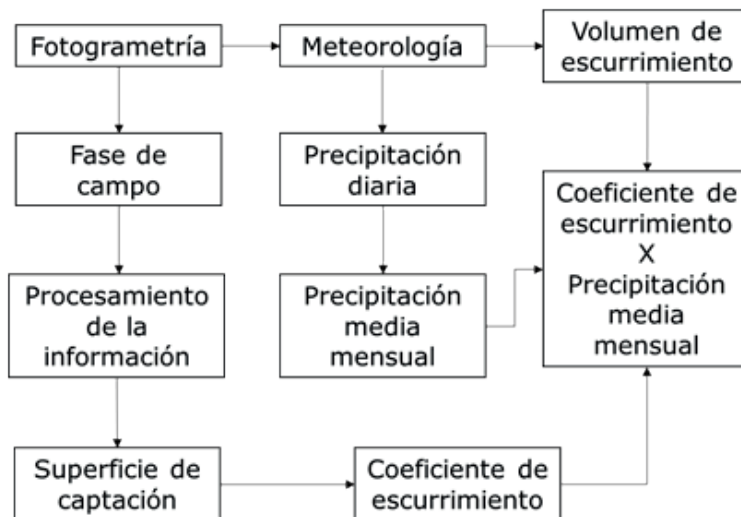 Fotogrametría
Meteorología
Volumen de
escurrimiento
Fase de
campo
Precipitación
diaria
Coeficiente de
escurrimiento
X
Precipitación
media
mensual
Procesamiento
de la
información
Precipitación
media
mensual
Superficie de
captación
Coeficiente de
escurrimiento